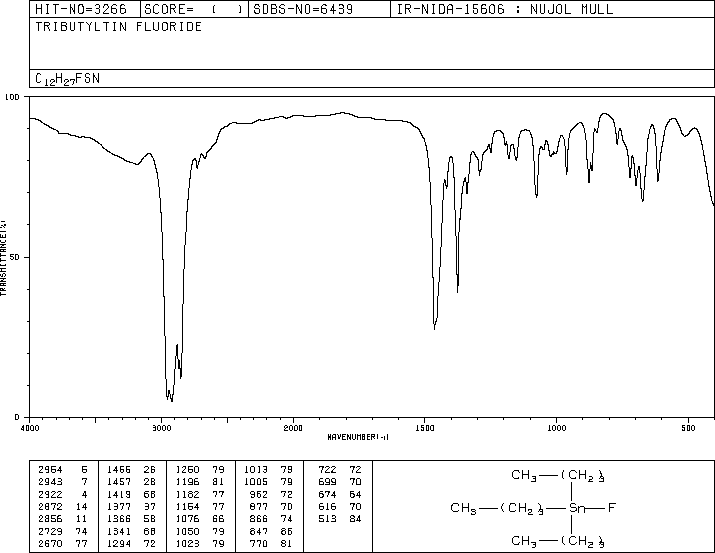 HIT-NO=3266 SCORE= ( ) SDBS-NO=6439 IR-NIDA-15606 : NUJOL MULL
TRIBUTYLTIN FLUORIDE
C12H27FSN
100
50
0
TRANSMITTANCE(%)
4000 3000 2000 1500 1000 500
WAVENUMBER(-1)
2964 6 1466 26 1260 79 1013 79 722 72
2943 7 1457 28 1196 81 1005 79 699 70
2922 4 1419 68 1182 77 962 72 674 64
2872 14 1377 37 1164 77 877 70 616 70
2856 11 1366 58 1076 66 866 74 513 84
2729 74 1341 68 1050 79 847 86
2670 77 1294 72 1023 79 770 81
CH3—(CH2)3
CH3—(CH2)3—Sn—F
CH3—(CH2)3